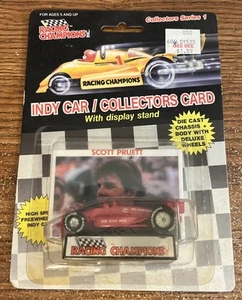 FOR AGES 5 AND UP
Collectors Series 1
RACING
CHAMPIONS
RACING CHAMPIONS
INDY CAR / COLLECTORS CARD
With display stand
DIE CAST
CHASSIS +
BODY WITH
DELUXE
WHEELS
SCOTT PRUETT
HIGH SPEED
FREEWHEELING
INDY CAR
RACING CHAMPIONS